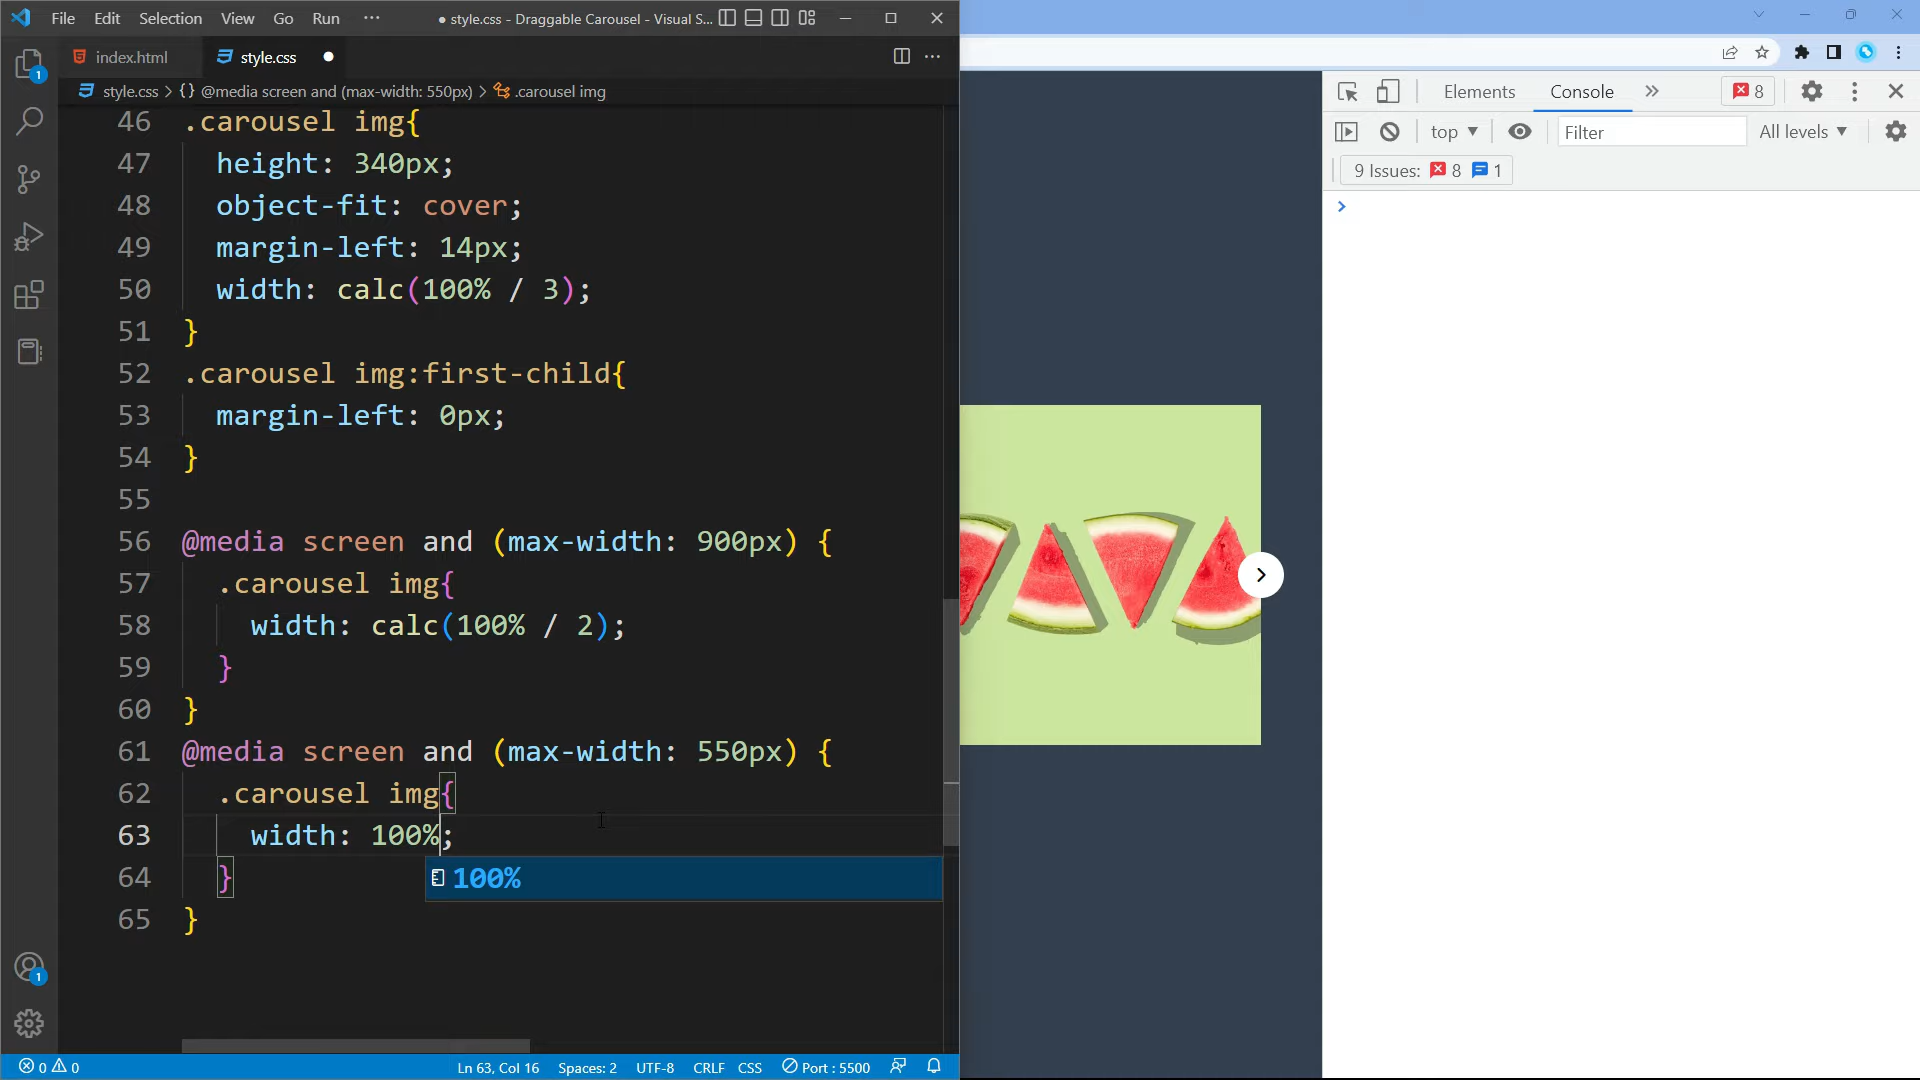 File Edit Selection View Go Run ··· ● style.css - Draggable Carousel - Visual S...
index.html style.css ●
style.css > {} @media screen and (max-width: 550px) > .carousel img
46 .carousel img{
47 height: 340px;
48 object-fit: cover;
49 margin-left: 14px;
50 width: calc(100% / 3);
51 }
52 .carousel img:first-child{
53 margin-left: 0px;
54 }
55
56 @media screen and (max-width: 900px) {
57 .carousel img{
58 width: calc(100% / 2);
59 }
60 }
61 @media screen and (max-width: 550px) {
62 .carousel img{
63 width: 100%;
64 }
100%
65 }
1
1
0 0 Ln 63, Col 16 Spaces: 2 UTF-8 CRLF CSS Port : 5500
Elements Console » 8
top ▼ Filter All levels ▼
9 Issues: 8 1